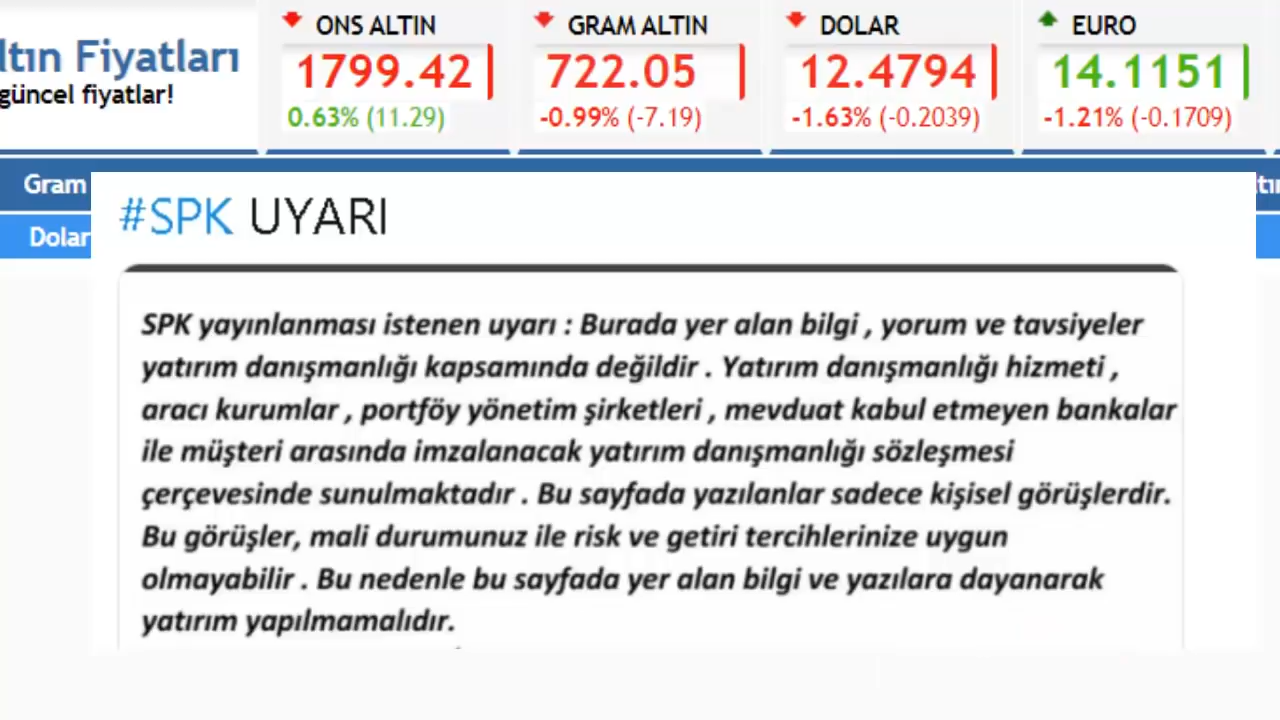 ltın Fiyatları
güncel fiyatlar!
ONS ALTIN
1799.42
0.63% (11.29)
GRAM ALTIN
722.05
-0.99% (-7.19)
DOLAR
12.4794
-1.63% (-0.2039)
EURO
14.1151
-1.21% (-0.1709)
Gram
Dolar
#SPK UYARI
SPK yayınlanması istenen uyarı : Burada yer alan bilgi , yorum ve tavsiyeler
yatırım danışmanlığı kapsamında değildir . Yatırım danışmanlığı hizmeti ,
aracı kurumlar , portföy yönetim şirketleri , mevduat kabul etmeyen bankalar
ile müşteri arasında imzalanacak yatırım danışmanlığı sözleşmesi
çerçevesinde sunulmaktadır . Bu sayfada yazılanlar sadece kişisel görüşlerdir.
Bu görüşler, mali durumunuz ile risk ve getiri tercihlerinize uygun
olmayabilir . Bu nedenle bu sayfada yer alan bilgi ve yazılara dayanarak
yatırım yapılmamalıdır.